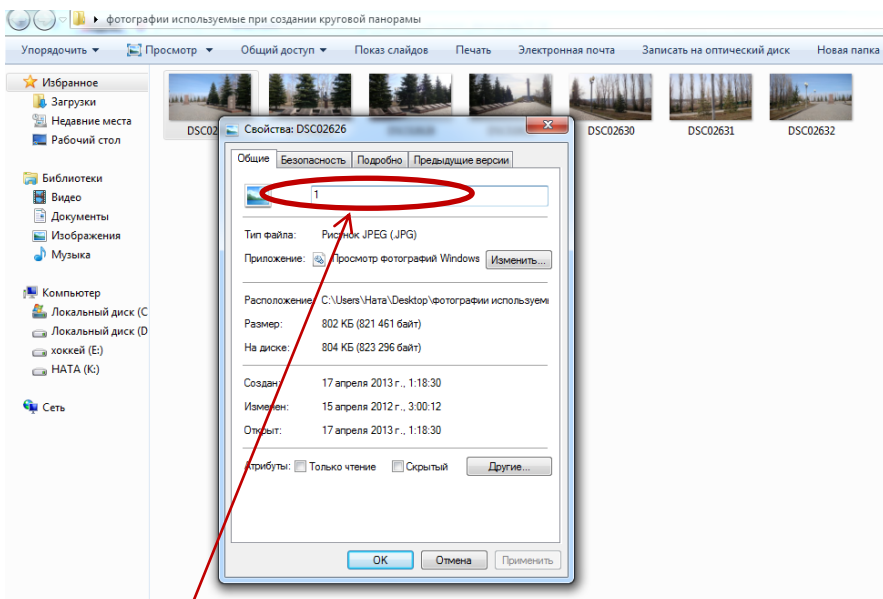 фотографии используемые при создании круговой панорамы
Упорядочить Просмотр Общий доступ Показ слайдов Печать Электронная почта Записать на оптический диск Новая папка
Избранное
Загрузки
Недавние места
Рабочий стол
Библиотеки
Видео
Документы
Изображения
Музыка
Компьютер
Локальный диск (C
Локальный диск (D
хоккей (E:)
НАТА (K:)
Сеть
DSC02 DSC02630 DSC02631 DSC02632
Свойства: DSC02626
Общие Безопасность Подробно Предыдущие версии
1
Тип файла: Рисунок JPEG (.JPG)
Приложение: Просмотр фотографий Windows Изменить...
Расположение: C:\Users\Ната\Desktop\фотографии используемы
Размер: 802 КБ (821 461 байт)
На диске: 804 КБ (823 296 байт)
Создан: 17 апреля 2013 г., 1:18:30
Изменен: 15 апреля 2012 г., 3:00:12
Открыт: 17 апреля 2013 г., 1:18:30
Атрибуты: Только чтение Скрытый Другие...
OK Отмена Применить